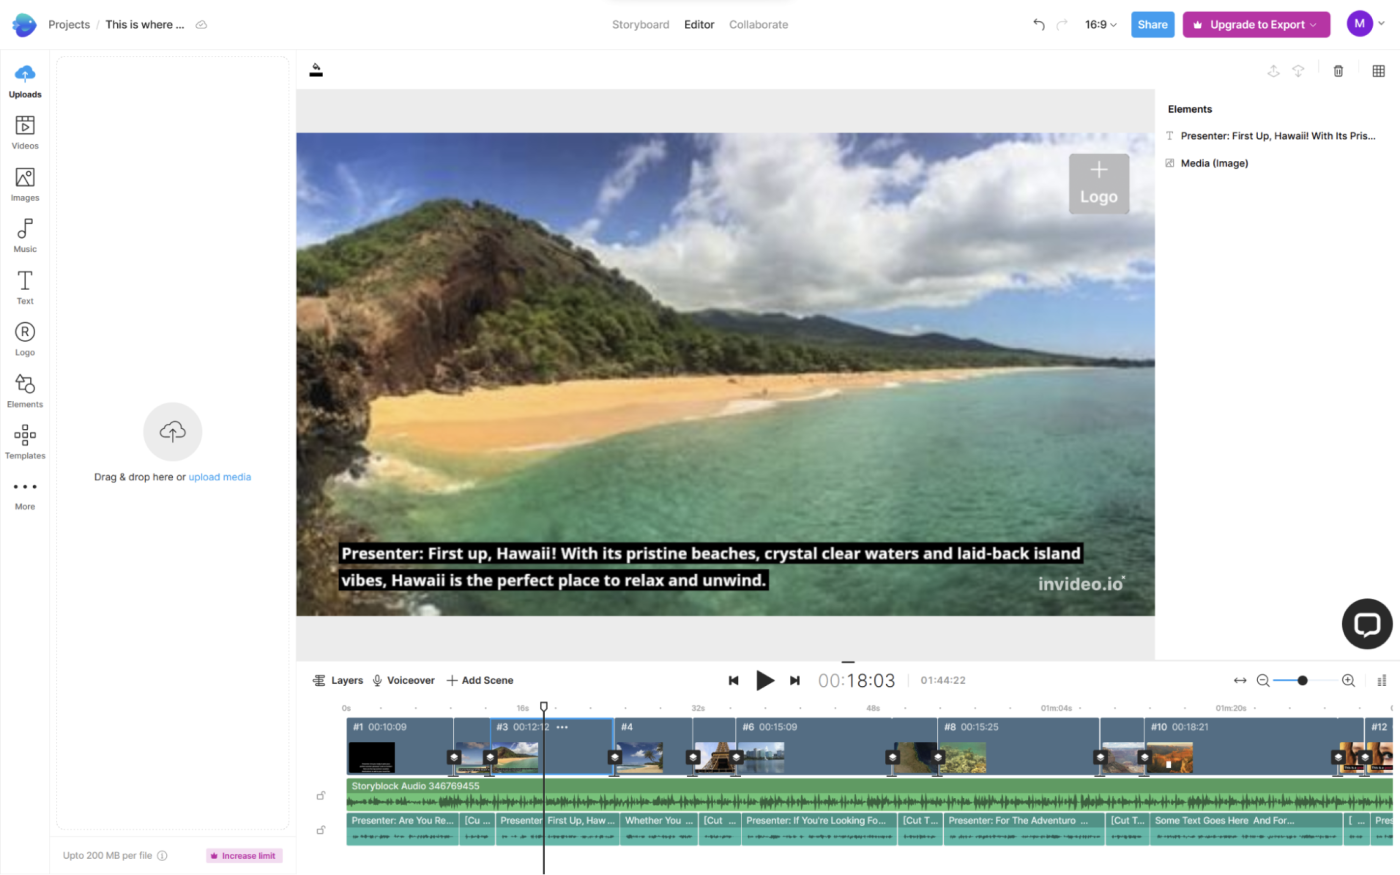 Projects / This is where ...
Storyboard Editor Collaborate
16:9
Share
Upgrade to Export
M
Uploads
Videos
Images
Music
Text
R
Logo
Elements
Templates
More
Drag & drop here or upload media
Upto 200 MB per file
Increase limit
Logo
Presenter: First up, Hawaii! With its pristine beaches, crystal clear waters and laid-back island
vibes, Hawaii is the perfect place to relax and unwind.
invideo.io
Elements
Presenter: First Up, Hawaii! With Its Pris...
Media (Image)
Layers Voiceover Add Scene
00:18:03 01:44:22
0s 16s 32s 48s 01m:04s 01m:20s
#1 00:10:09 #3 00:12:12 #4 #6 00:15:09 #8 00:15:25 #10 00:18:21 #12
Storyblock Audio 346769455
Presenter: Are You Re... [Cu ... Presenter First Up, Haw... Whether You ... [Cut ... Presenter: If You're Looking Fo... [Cut T... Presenter: For The Adventuro ... [Cut T... Some Text Goes Here And For... [ ... Pres